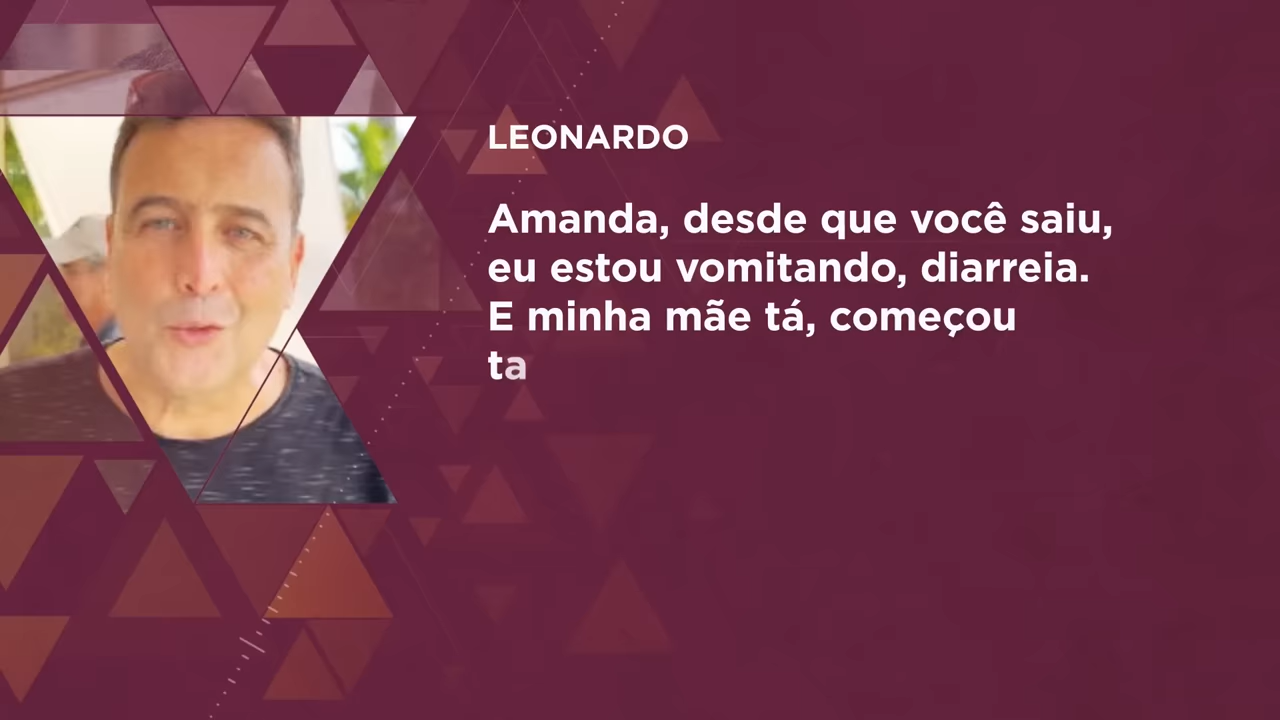 LEONARDO
Amanda, desde que você saiu,
eu estou vomitando, diarreia.
E minha mãe tá, começou
ta